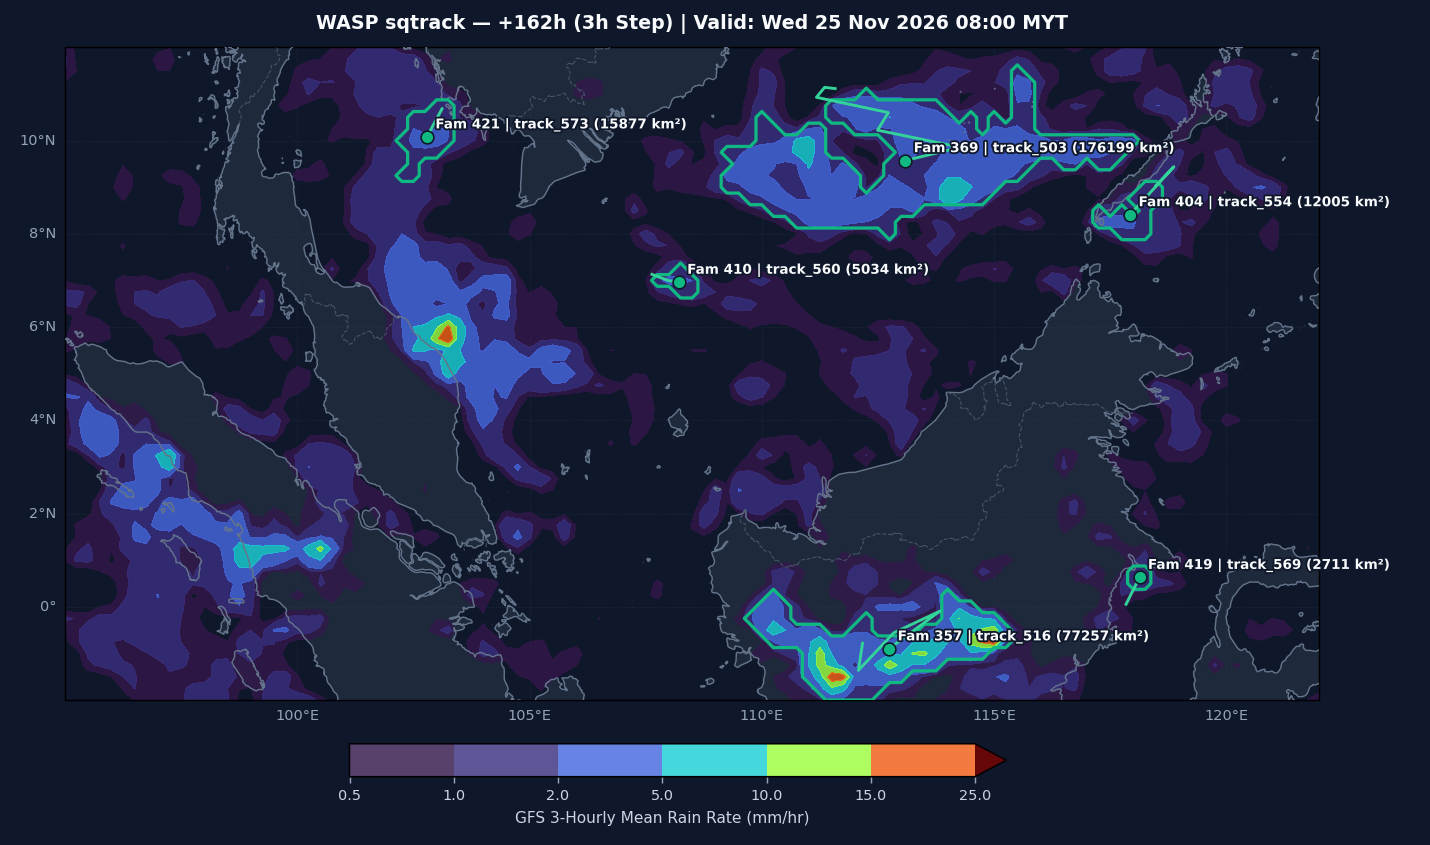 WASP sqtrack — +162h (3h Step) | Valid: Wed 25 Nov 2026 08:00 MYT
10°N
8°N
6°N
4°N
2°N
0°
Fam 421 | track_573 (15877 km²)
Fam 369 | track_503 (176199 km²)
Fam 404 | track_554 (12005 km²)
Fam 410 | track_560 (5034 km²)
Fam 419 | track_569 (2711 km²)
Fam 357 | track_516 (77257 km²)
100°E 105°E 110°E 115°E 120°E
0.5 1.0 2.0 5.0 10.0 15.0 25.0
GFS 3-Hourly Mean Rain Rate (mm/hr)